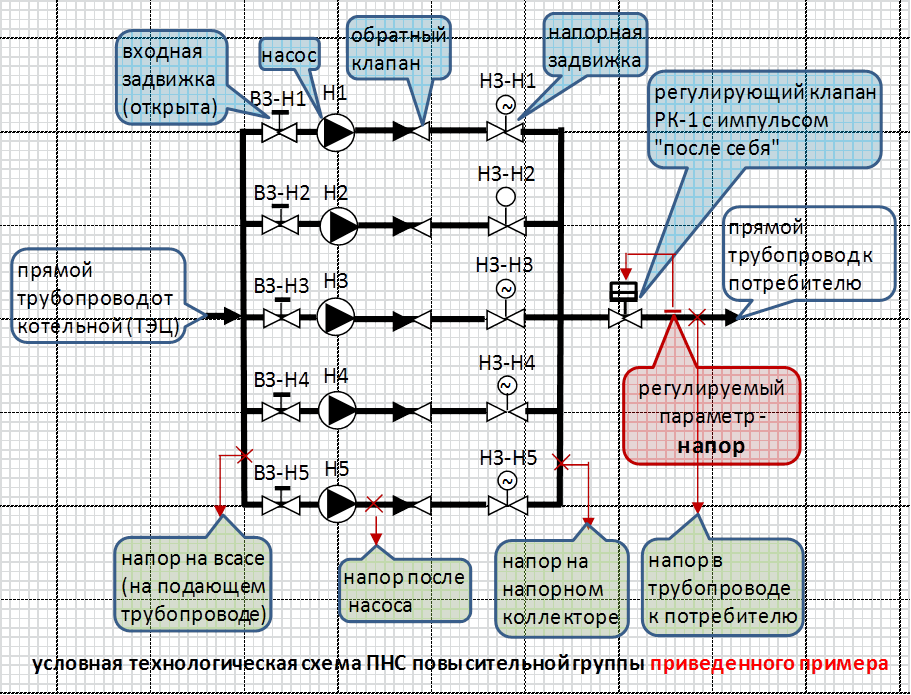 входная
задвижка
(открыта)
насос
обратный
клапан
напорная
задвижка
регулирующий клапан
РК-1 с импульсом
"после себя"
ВЗ-Н1
Н1
НЗ-Н1
ВЗ-Н2
Н2
НЗ-Н2
прямой
трубопровод к
потребителю
прямой
трубопровод от
котельной (ТЭЦ)
ВЗ-Н3
Н3
НЗ-Н3
ВЗ-Н4
Н4
НЗ-Н4
регулируемый
параметр -
напор
ВЗ-Н5
Н5
НЗ-Н5
напор на всасе
(на подающем
трубопроводе)
напор после
насоса
напор на
напорном
коллекторе
напор в
трубопроводе
к потребителю
условная технологическая схема ПНС повысительной группы приведенного примера